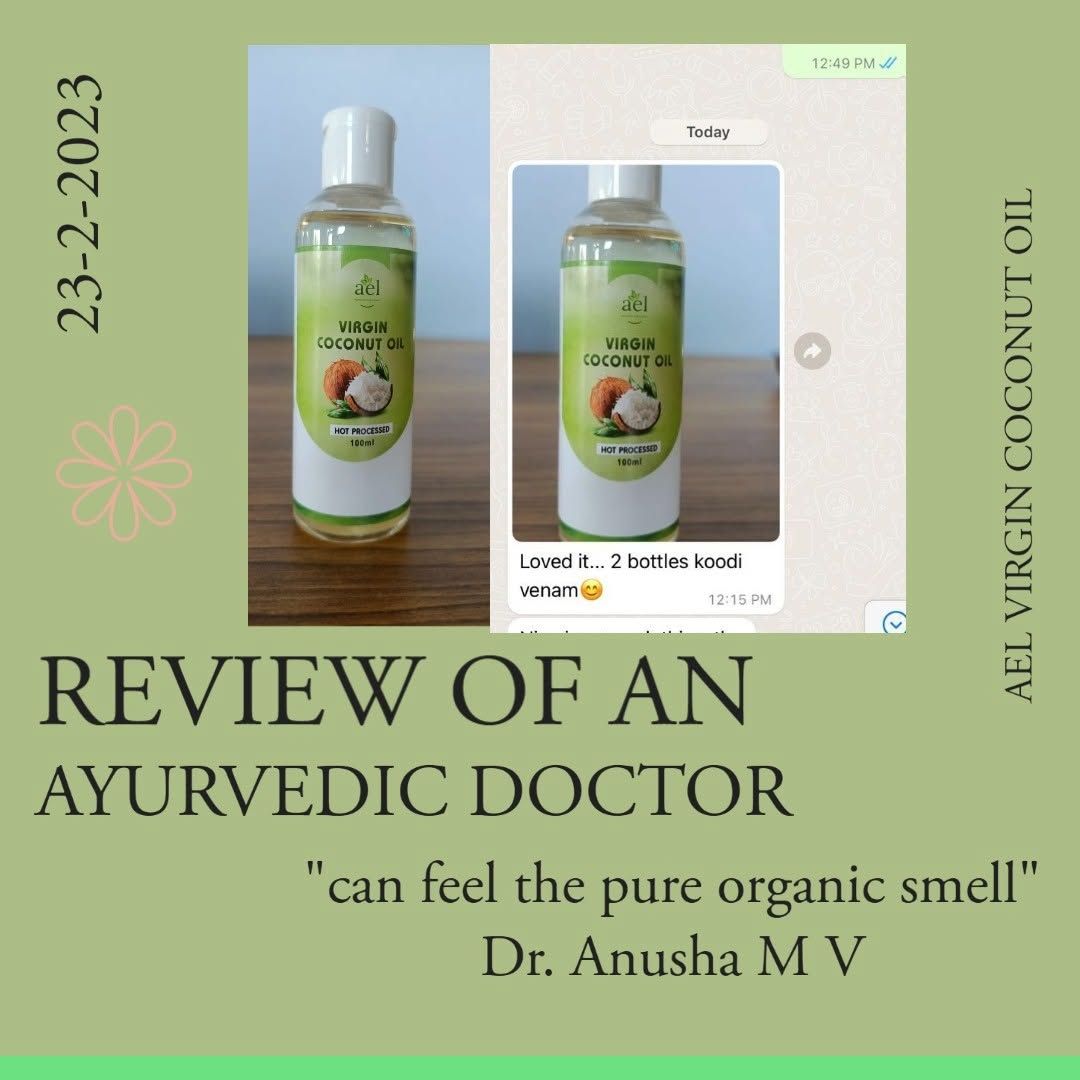 23-2-2023
ael
VIRGIN
COCONUT OIL
HOT PROCESSED
100ml
12:49 PM
Today
ael
VIRGIN
COCONUT OIL
HOT PROCESSED
100ml
Loved it... 2 bottles koodi
venam😊
12:15 PM
AEL VIRGIN COCONUT OIL
REVIEW OF AN
AYURVEDIC DOCTOR
"can feel the pure organic smell"
Dr. Anusha M V